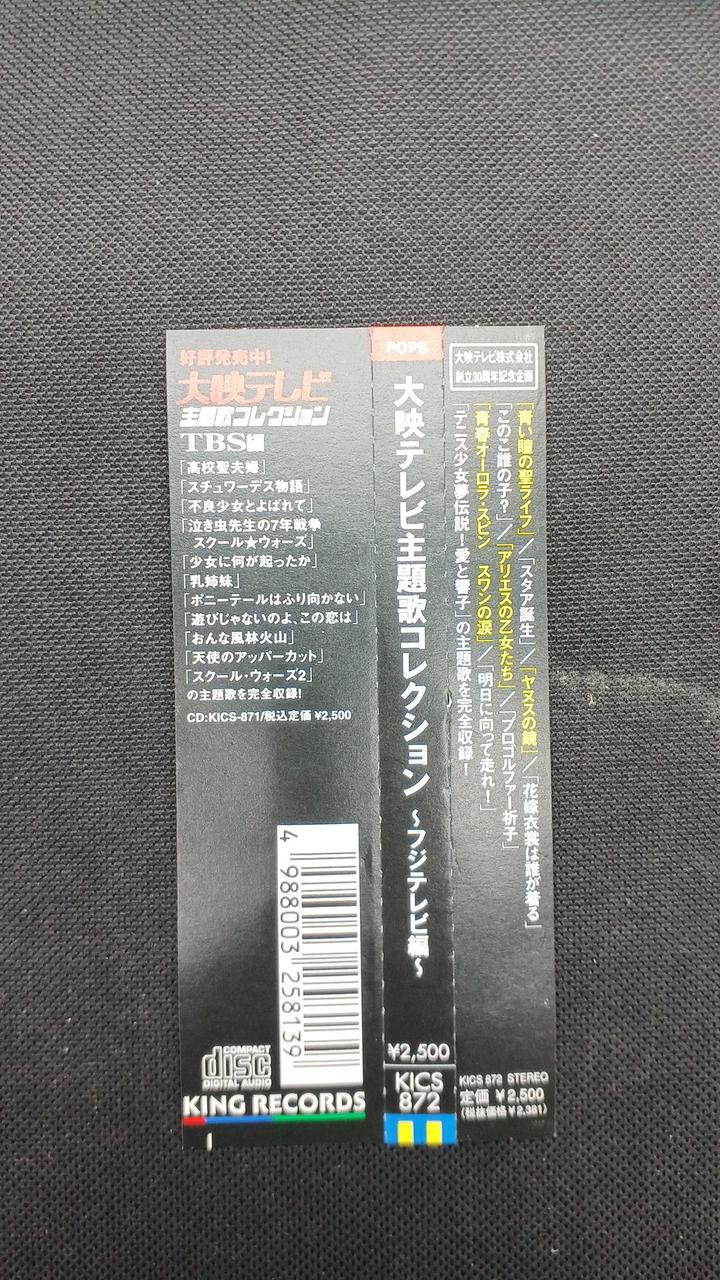 好評発売中!
大映テレビ
主題歌コレクション
TBS編
「高校聖夫婦」
「スチュワーデス物語」
「不良少女とよばれて」
「泣き虫先生の7年戦争
スクール★ウォーズ」
「少女に何が起ったか」
「乳姉妹」
「ポニーテールはふり向かない」
「遊びじゃないのよ、この恋は」
「おんな風林火山」
「天使のアッパーカット」
「スクール・ウォーズ2」
の主題歌を完全収録!
CD:KICS-871/税込定価 ¥2,500
4 988003 258139
COMPACT
disc
DIGITAL AUDIO
KING RECORDS
POPS
大映テレビ主題歌コレクション ~フジテレビ編~
¥2,500
KICS
872
大映テレビ株式会社
創立30周年記念企画
「青い瞳の聖ライフ」/「スタア誕生」/「ヤヌスの鏡」/「花嫁衣裳は誰が着る」
「このこ誰の子?」/「アリエスの乙女たち」/「プロゴルファー祈子」
「青春オーロラ・スピン スワンの涙」/「明日に向って走れ!」
「テニス少女夢伝説!愛と響子」の主題歌を完全収録!
KICS 872 STEREO
定価 ¥2,500
(税抜価格¥2,381)